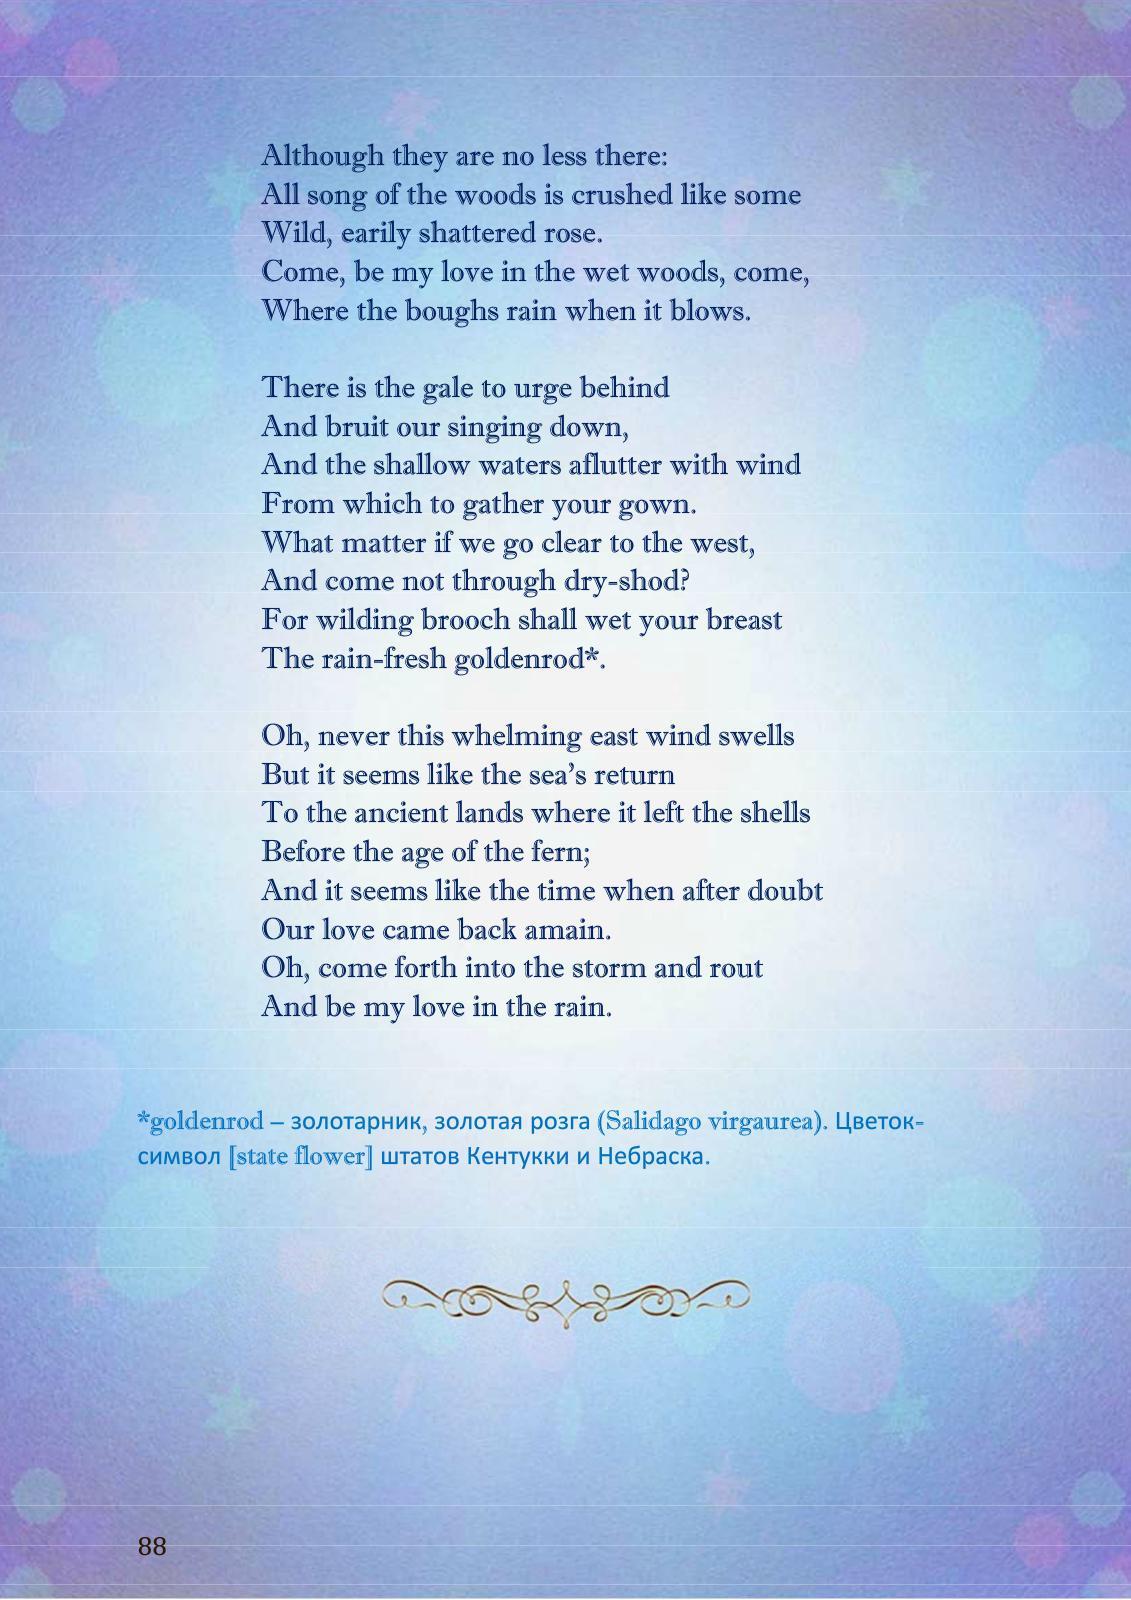 Although they are no less there:
All song of the woods is crushed like some
Wild, earily shattered rose.
Come, be my love in the wet woods, come,
Where the boughs rain when it blows.
There is the gale to urge behind
And bruit our singing down,
And the shallow waters aflutter with wind
From which to gather your gown.
What matter if we go clear to the west,
And come not through dry-shod?
For wilding brooch shall wet your breast
The rain-fresh goldenrod*.
Oh, never this whelming east wind swells
But it seems like the sea’s return
To the ancient lands where it left the shells
Before the age of the fern;
And it seems like the time when after doubt
Our love came back amain.
Oh, come forth into the storm and rout
And be my love in the rain.
*goldenrod – золотарник, золотая розга (Salidago virgaurea). Цветок-
символ [state flower] штатов Кентукки и Небраска.
88